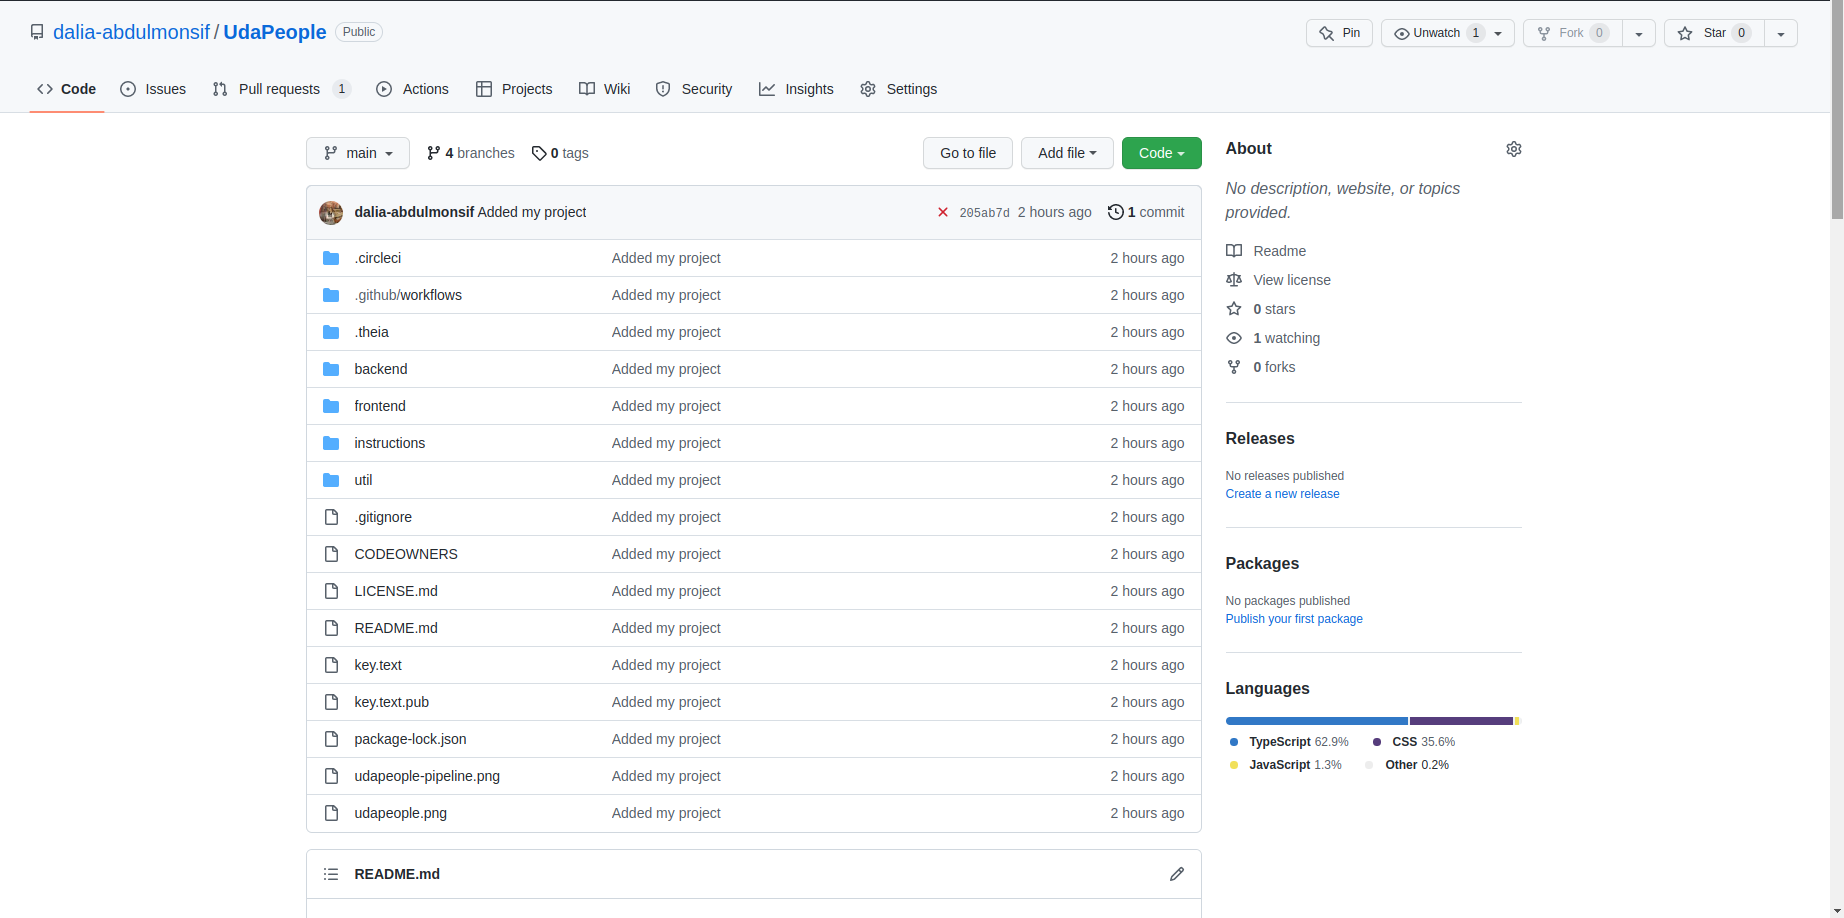 dalia-abdulmonsif / UdaPeople Public
Pin Unwatch 1 Fork 0 Star 0
Code Issues Pull requests 1 Actions Projects Wiki Security Insights Settings
main 4 branches 0 tags Go to file Add file Code
dalia-abdulmonsif Added my project 205ab7d 2 hours ago 1 commit
.circleci Added my project 2 hours ago
.github/workflows Added my project 2 hours ago
.theia Added my project 2 hours ago
backend Added my project 2 hours ago
frontend Added my project 2 hours ago
instructions Added my project 2 hours ago
util Added my project 2 hours ago
.gitignore Added my project 2 hours ago
CODEOWNERS Added my project 2 hours ago
LICENSE.md Added my project 2 hours ago
README.md Added my project 2 hours ago
key.text Added my project 2 hours ago
key.text.pub Added my project 2 hours ago
package-lock.json Added my project 2 hours ago
udapeople-pipeline.png Added my project 2 hours ago
udapeople.png Added my project 2 hours ago
README.md
About
No description, website, or topics
provided.
Readme
View license
0 stars
1 watching
0 forks
Releases
No releases published
Create a new release
Packages
No packages published
Publish your first package
Languages
TypeScript 62.9% CSS 35.6%
JavaScript 1.3% Other 0.2%